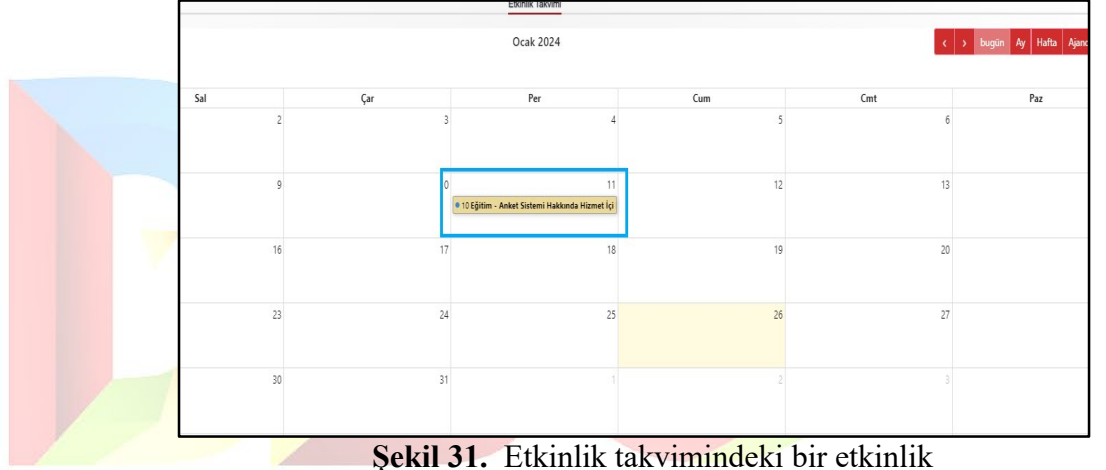 Etkinlik Takvimi
Ocak 2024
‹ › bugün Ay Hafta
Sal Çar Per Cum Cmt Paz
2 3 4 5 6
9 0 11 12 13
10 Eğitim - Anket Sistemi Hakkında Hizmet İçi
16 17 18 19 20
23 24 25 26 27
30 31 1 2 3
Şekil 31. Etkinlik takvimindeki bir etkinlik